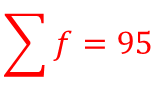 ∑ f = 95